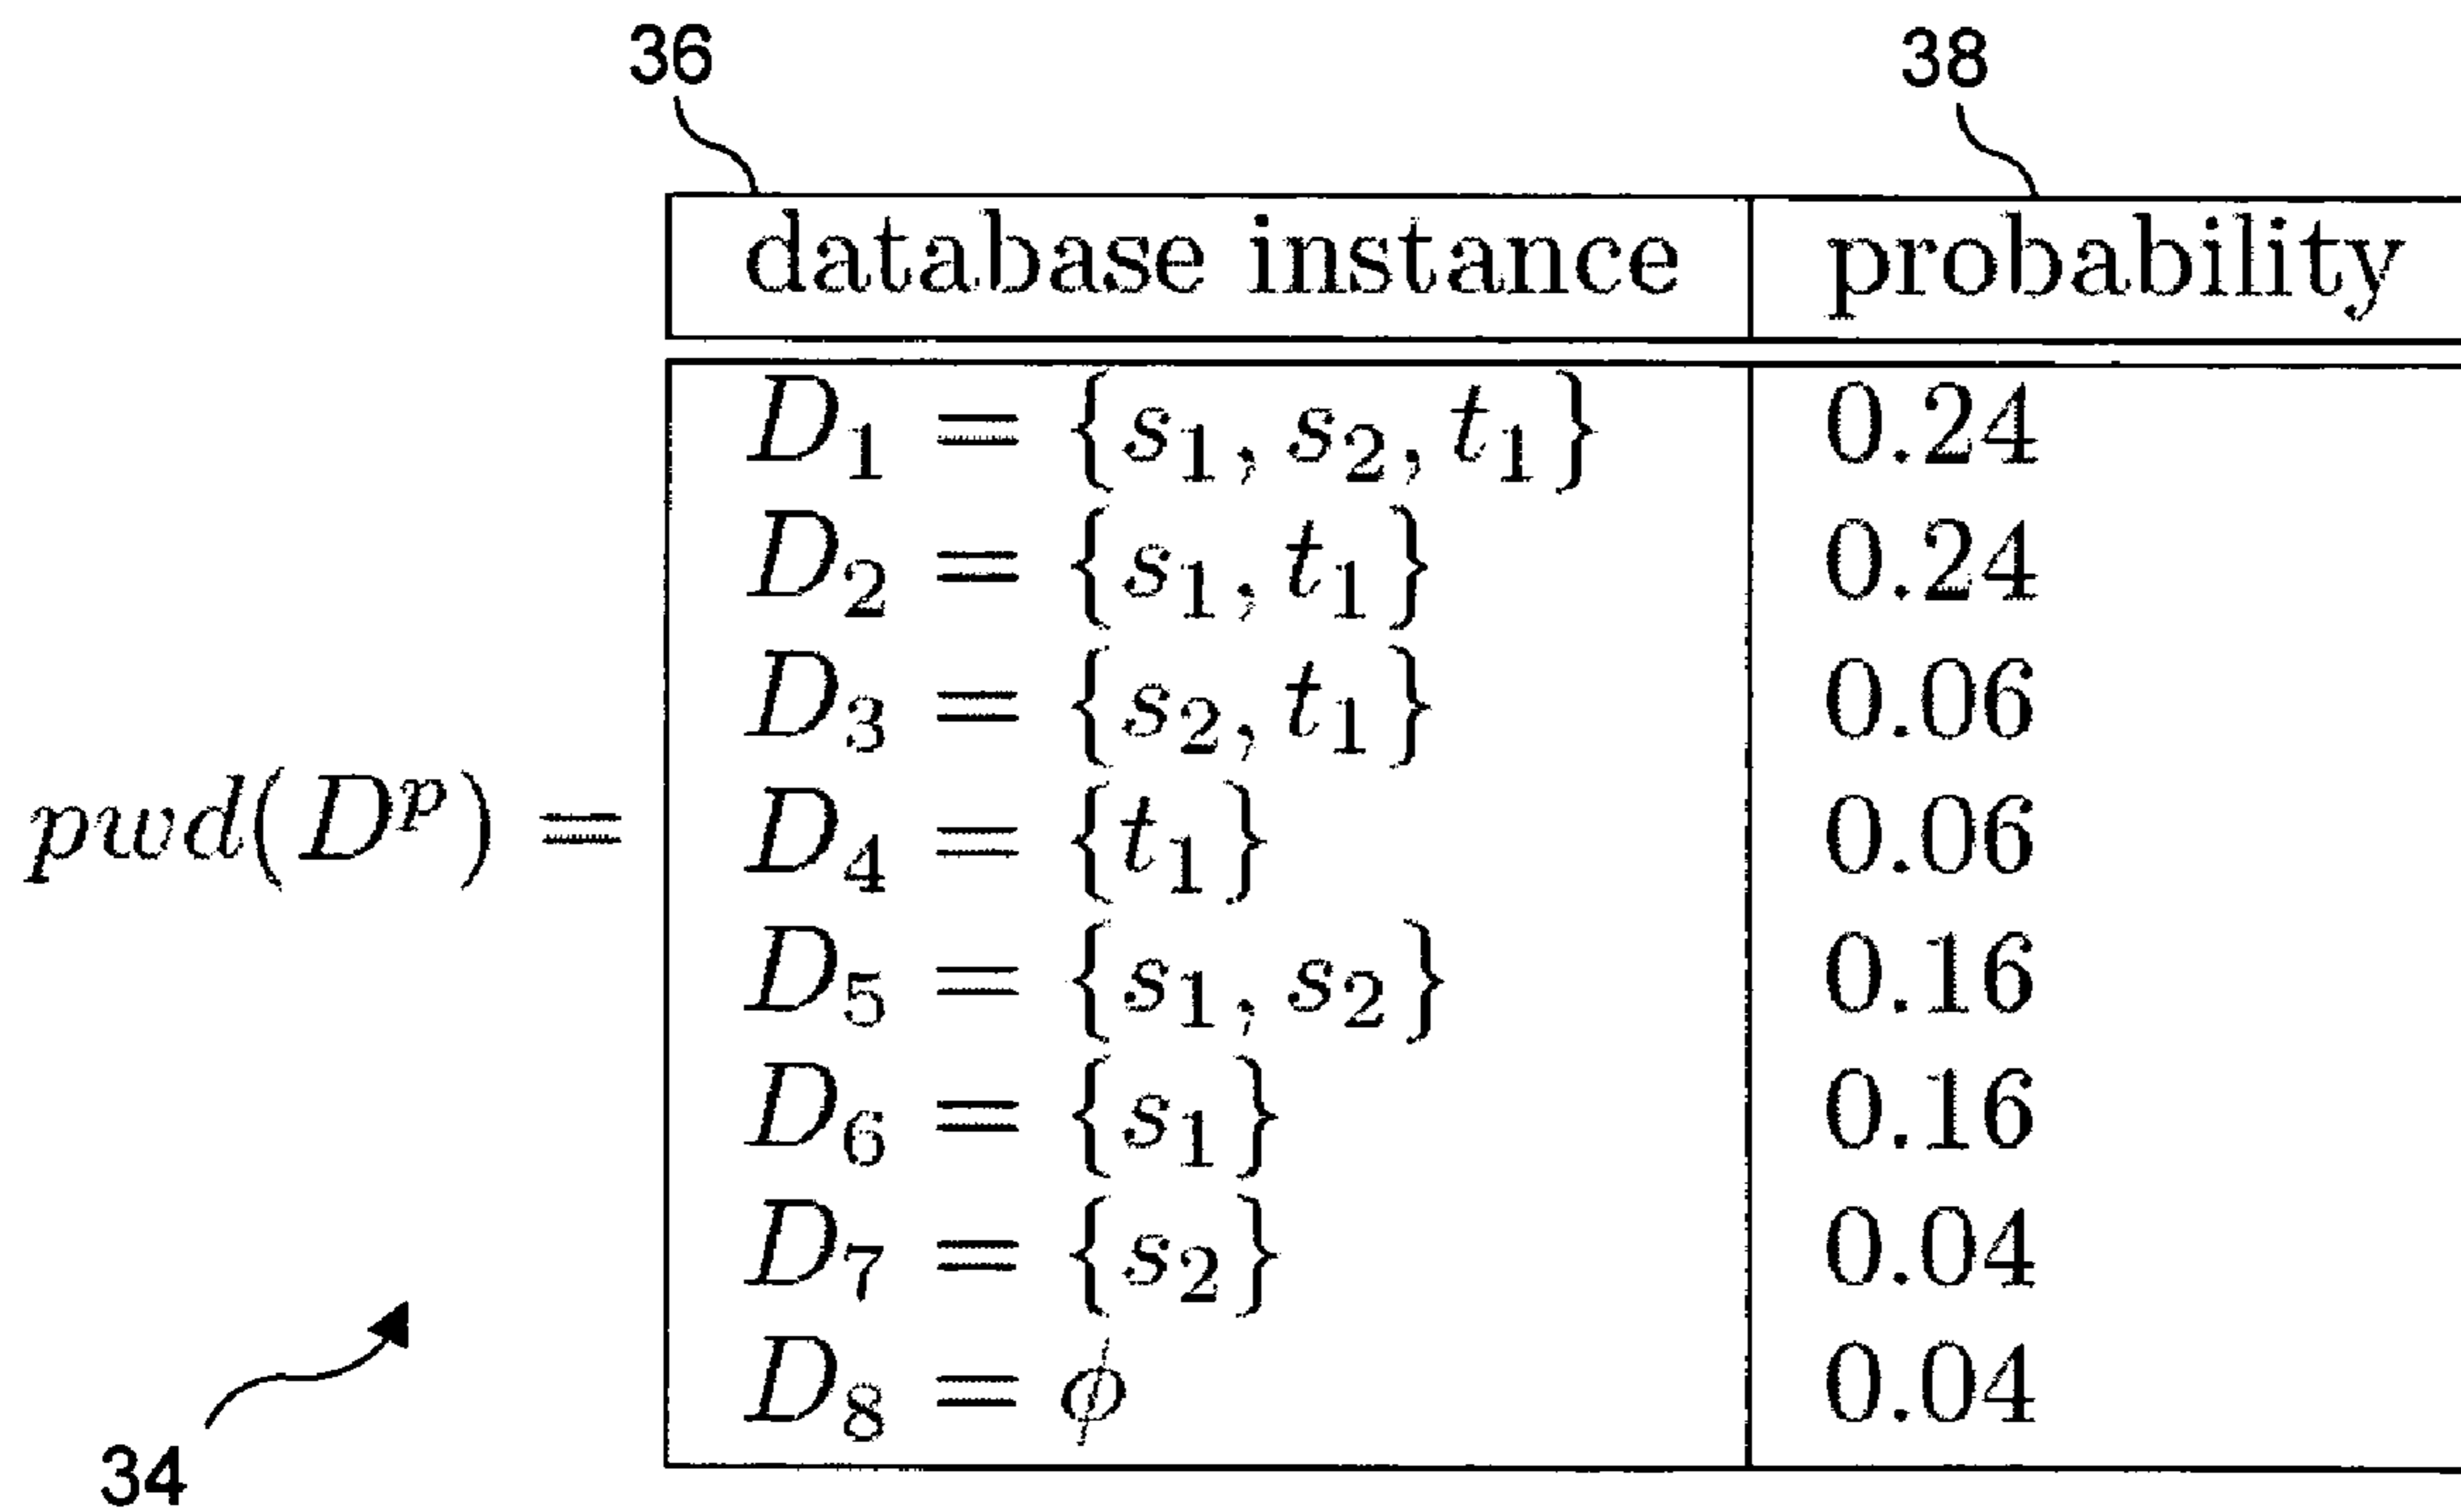 36 38
database instance probability
D₁ = {s₁, s₂, t₁} 0.24
D₂ = {s₁, t₁} 0.24
D₃ = {s₂, t₁} 0.06
pwd(Dᵖ) = D₄ = {t₁} 0.06
D₅ = {s₁, s₂} 0.16
D₆ = {s₁} 0.16
D₇ = {s₂} 0.04
D₈ = ϕ 0.04
34